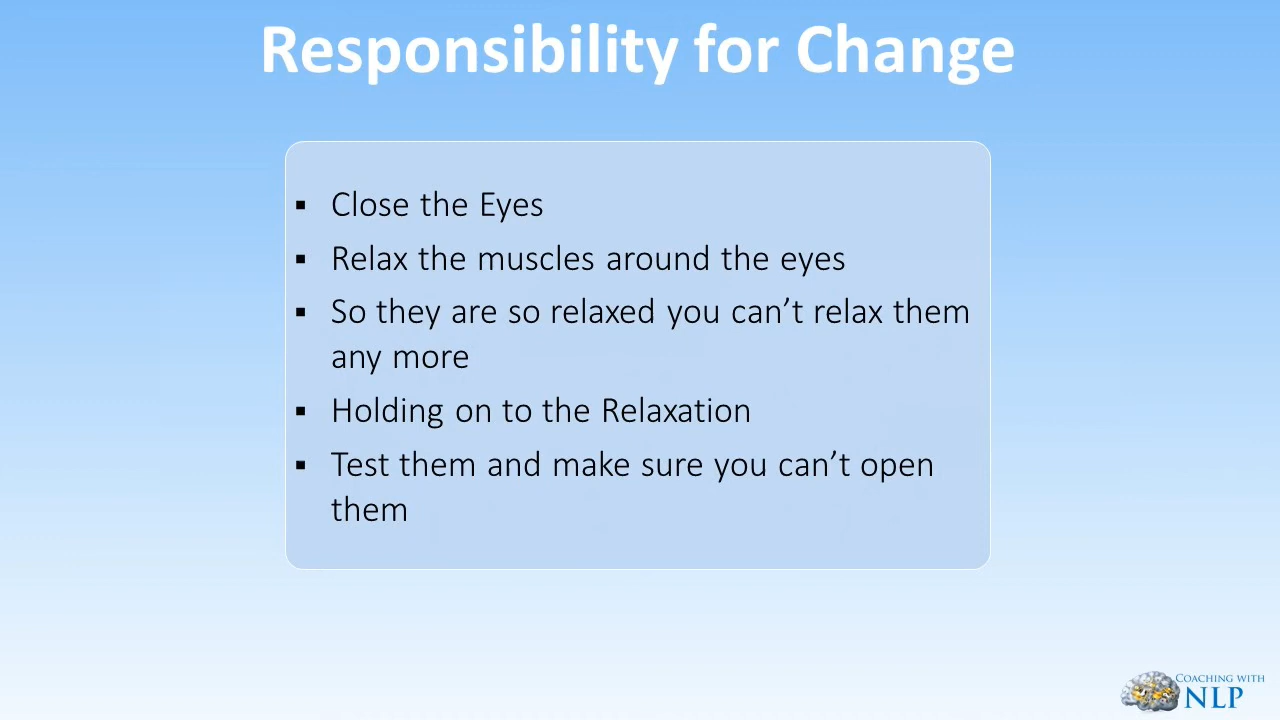 Responsibility for Change
▪ Close the Eyes
▪ Relax the muscles around the eyes
▪ So they are so relaxed you can’t relax them
any more
▪ Holding on to the Relaxation
▪ Test them and make sure you can’t open
them
COACHING WITH
NLP